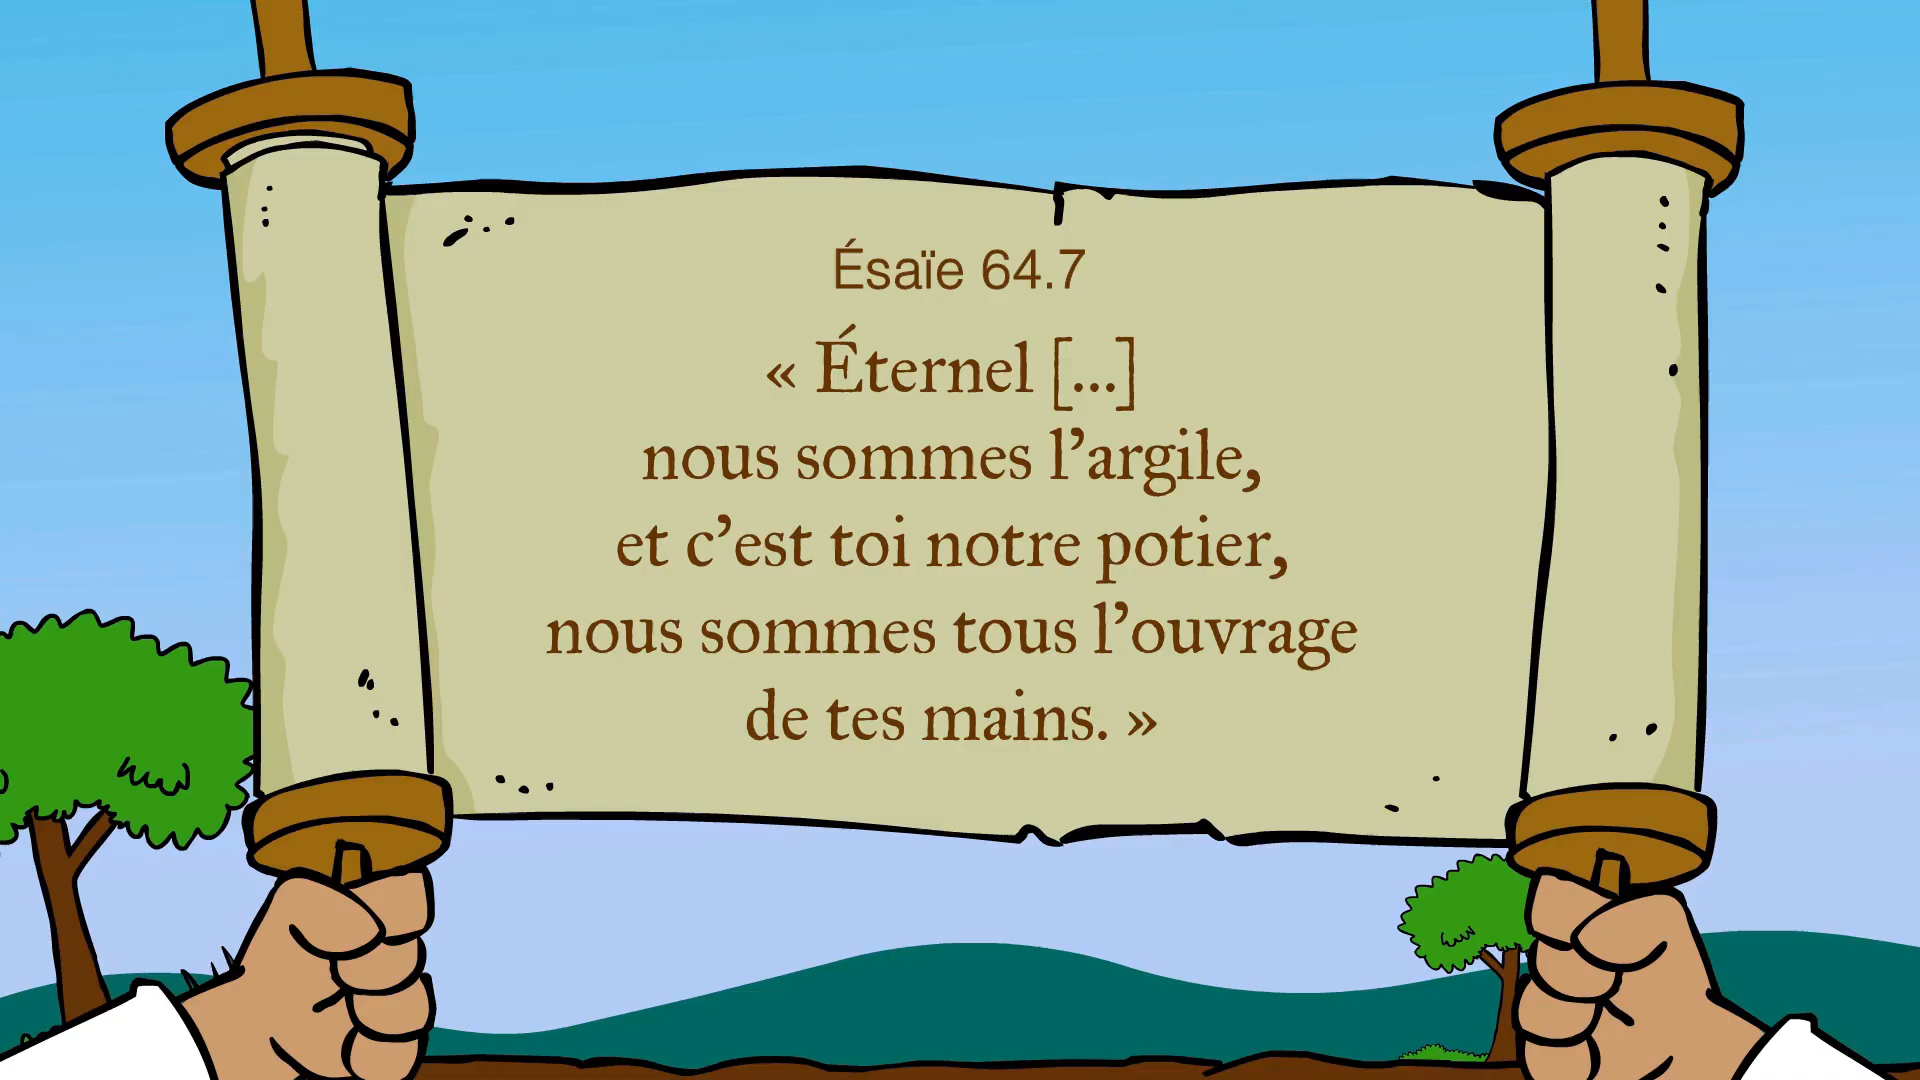 Ésaïe 64.7
« Éternel [...]
nous sommes l’argile,
et c’est toi notre potier,
nous sommes tous l’ouvrage
de tes mains. »